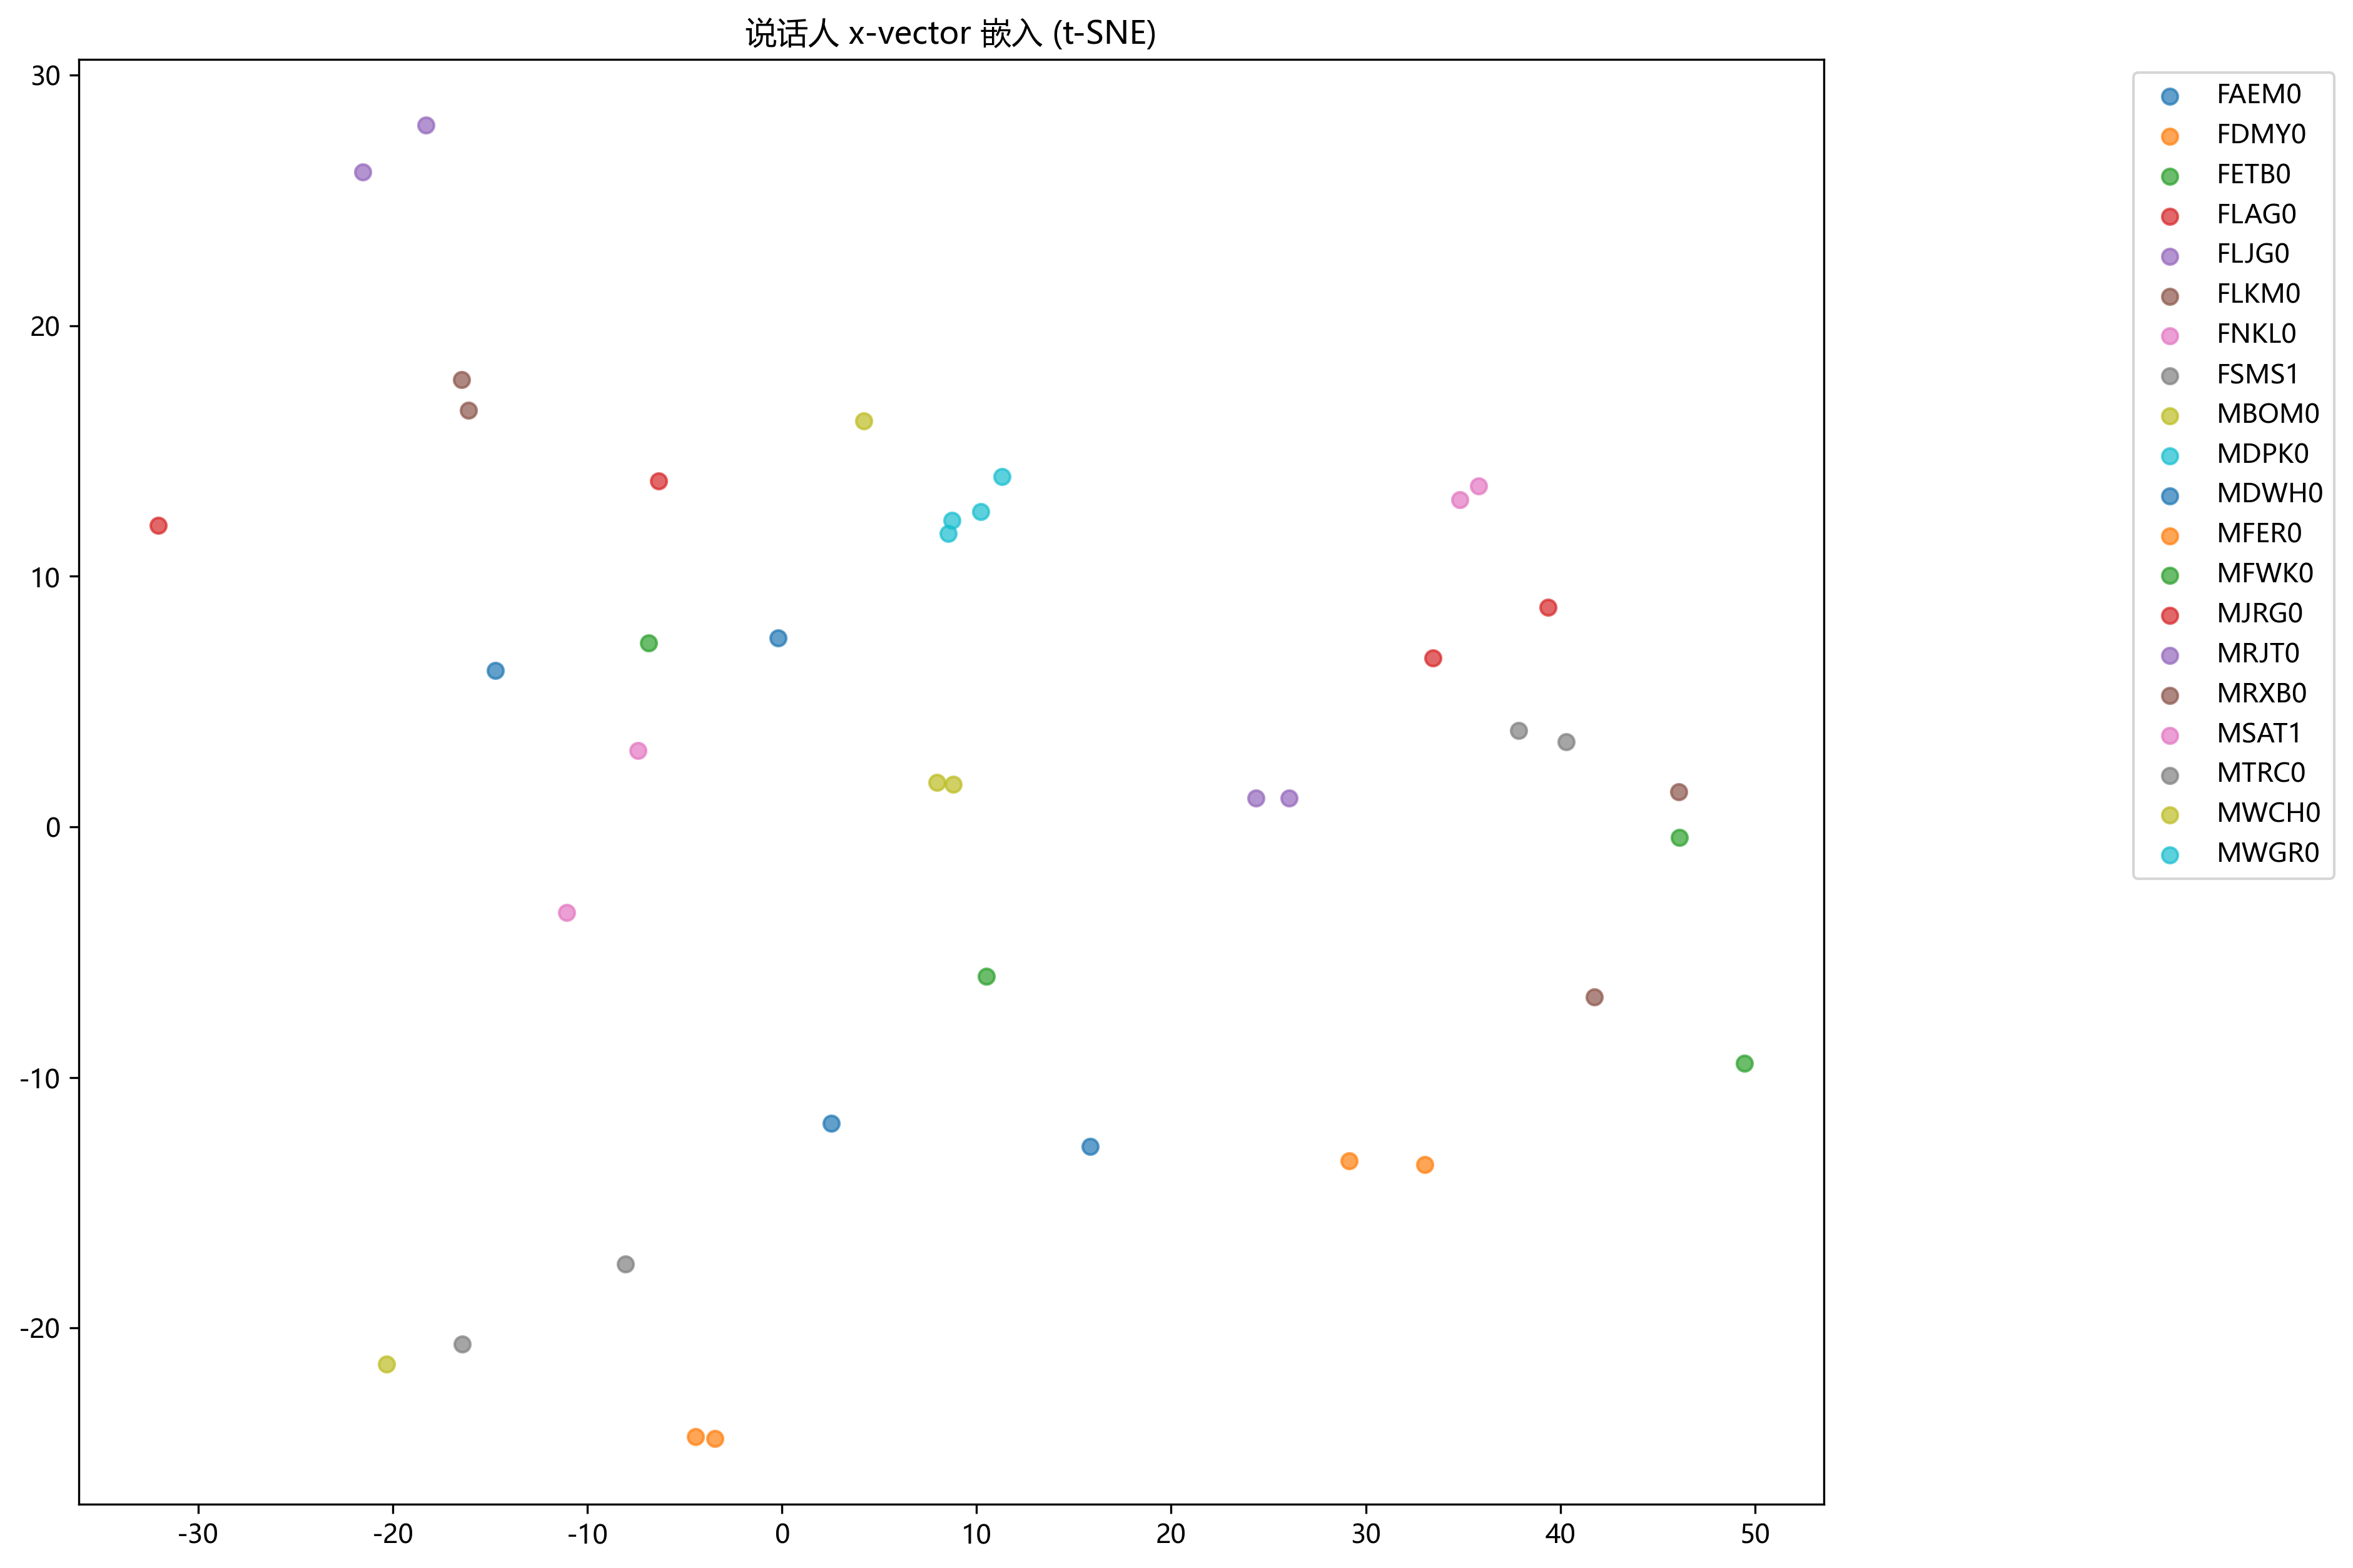 说话人 x-vector 嵌入 (t-SNE)
30
20
10
0
-10
-20
-30
-20
-10
0
10
20
30
40
50
FAEM0
FDMY0
FETB0
FLAG0
FLJG0
FLKM0
FNKL0
FSMS1
MBOM0
MDPK0
MDWH0
MFER0
MFWK0
MJRG0
MRJT0
MRXB0
MSAT1
MTRC0
MWCH0
MWGR0